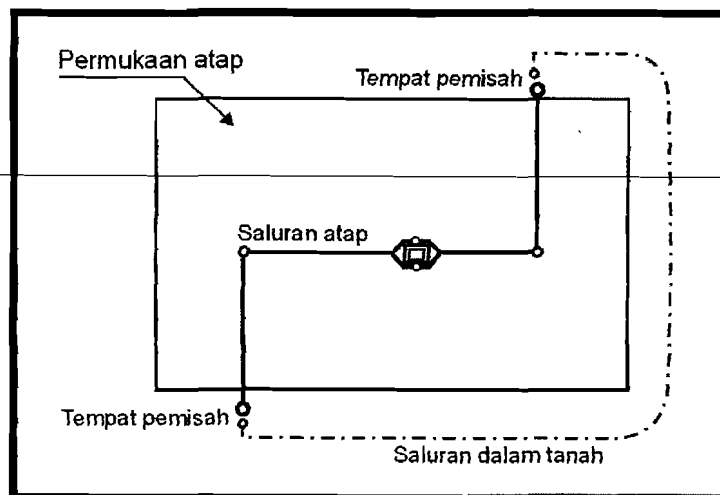 Permukaan atap
Tempat pemisah
Saluran atap
Tempat pemisah
Saluran dalam tanah